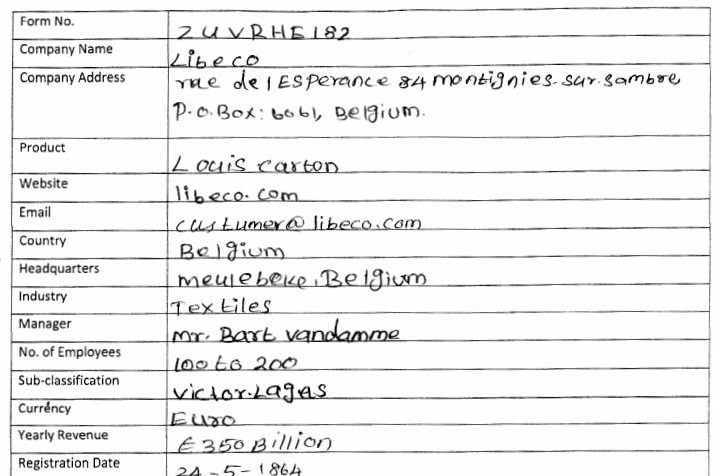 Form No. ZUVRHE182
Company Name Libeco
Company Address rue de l ESperance 84 montignies-sur-sambre,
P.O.Box: 6061, Belgium.
Product Louis carton
Website libeco.com
Email custumer@libeco.com
Country Belgium
Headquarters meulebeke, Belgium
Industry Textiles
Manager mr. Bart vandamme
No. of Employees 100 to 200
Sub-classification victor.Lagas
Currency Euro
Yearly Revenue €350 Billion
Registration Date 24-5-1864